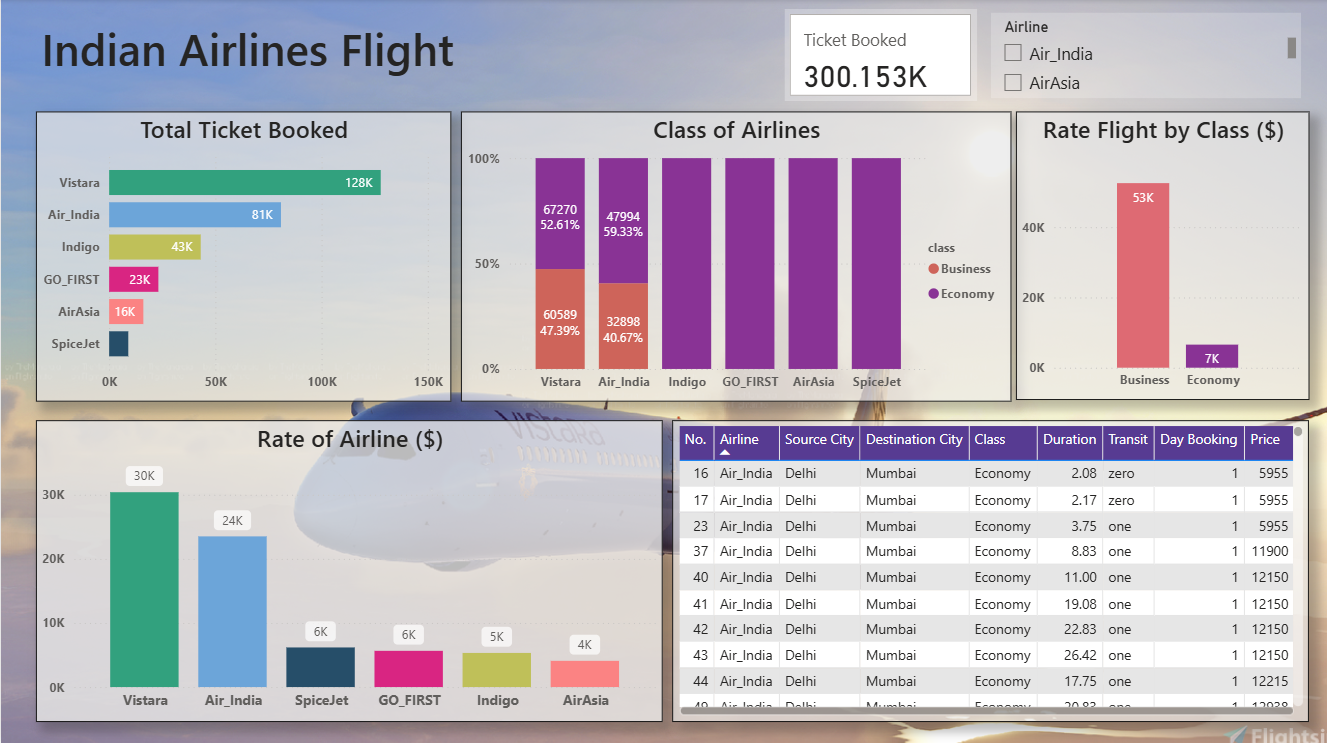 Indian Airlines Flight
Ticket Booked
300.153K
Airline
Air_India
AirAsia
Total Ticket Booked
Vistara
128K
Air_India
81K
Indigo
43K
GO_FIRST
23K
AirAsia
16K
SpiceJet
0K 50K 100K 150K
Class of Airlines
100%
50%
0%
67270
52.61%
60589
47.39%
47994
59.33%
32898
40.67%
Vistara Air_India Indigo GO_FIRST AirAsia SpiceJet
class
Business
Economy
Rate Flight by Class ($)
40K
20K
0K
53K
7K
Business Economy
Rate of Airline ($)
30K
20K
10K
0K
30K
24K
6K
6K
5K
4K
Vistara Air_India SpiceJet GO_FIRST Indigo AirAsia
vistara
No. Airline Source City Destination City Class Duration Transit Day Booking Price
16 Air_India Delhi Mumbai Economy 2.08 zero 1 5955
17 Air_India Delhi Mumbai Economy 2.17 zero 1 5955
23 Air_India Delhi Mumbai Economy 3.75 one 1 5955
37 Air_India Delhi Mumbai Economy 8.83 one 1 11900
40 Air_India Delhi Mumbai Economy 11.00 one 1 12150
41 Air_India Delhi Mumbai Economy 19.08 one 1 12150
42 Air_India Delhi Mumbai Economy 22.83 one 1 12150
43 Air_India Delhi Mumbai Economy 26.42 one 1 12150
44 Air_India Delhi Mumbai Economy 17.75 one 1 12215
Flightsi